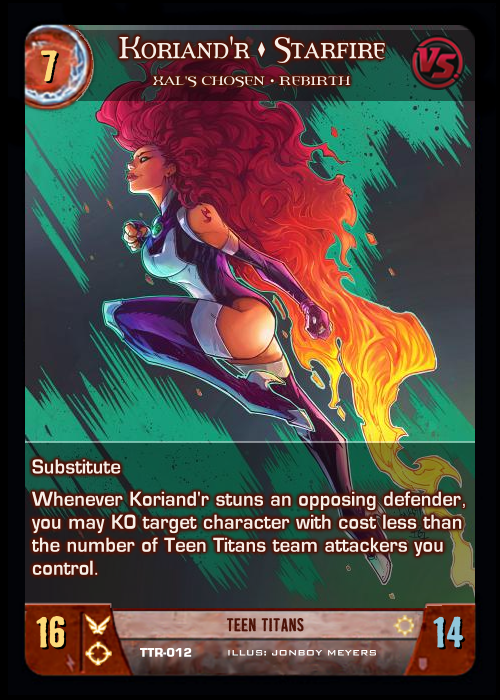 7
KORIAND'R ♦ STARFIRE
VS
XAL'S CHOSEN • REBIRTH
Substitute
Whenever Koriand'r stuns an opposing defender,
you may KO target character with cost less than
the number of Teen Titans team attackers you
control.
16
TEEN TITANS
14
TTR-012 ILLUS: JONBOY MEYERS